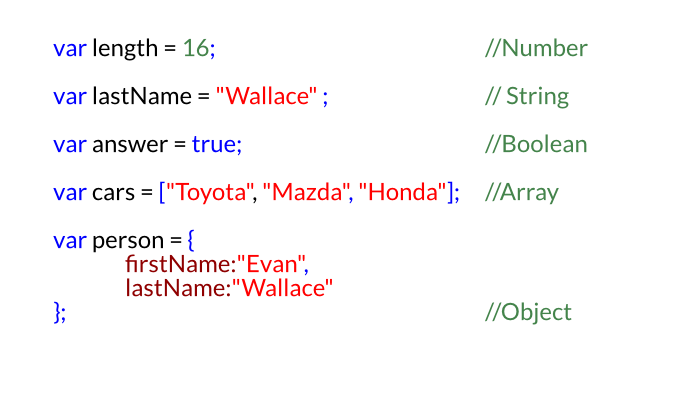 var length = 16; //Number
var lastName = "Wallace" ; // String
var answer = true; //Boolean
var cars = ["Toyota", "Mazda", "Honda"]; //Array
var person = {
firstName:"Evan",
lastName:"Wallace"
}; //Object